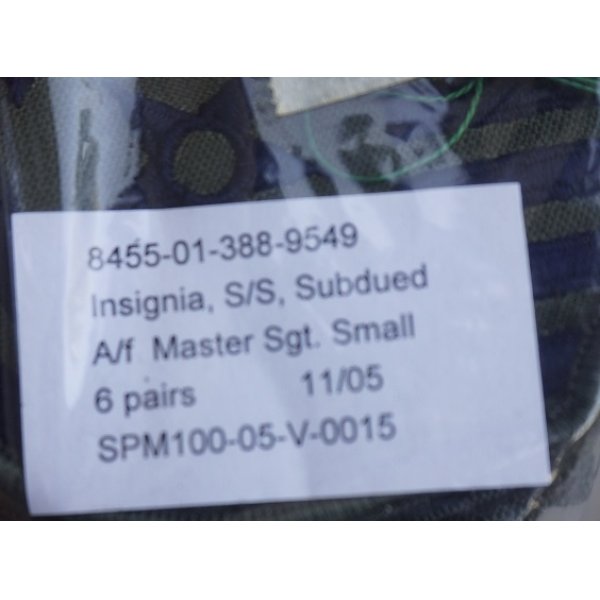 8455-01-388-9549
Insignia, S/S, Subdued
A/f Master Sgt. Small
6 pairs 11/05
SPM100-05-V-0015